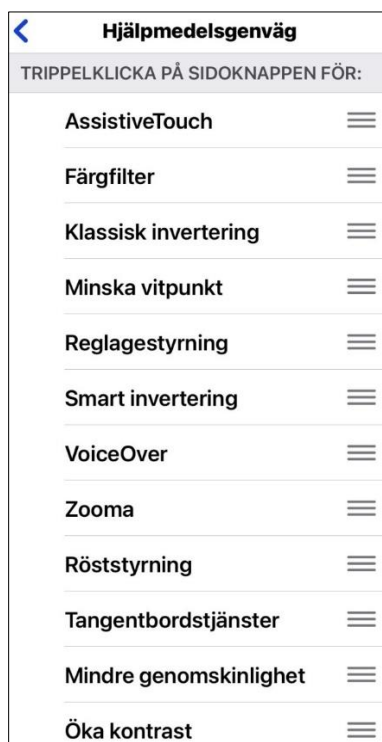 Hjälpmedelsgenväg
TRIPPELKLICKA PÅ SIDOKNAPPEN FÖR:
AssistiveTouch
Färgfilter
Klassisk invertering
Minska vitpunkt
Reglagestyrning
Smart invertering
VoiceOver
Zooma
Röststyrning
Tangentbordstjänster
Mindre genomskinlighet
Öka kontrast